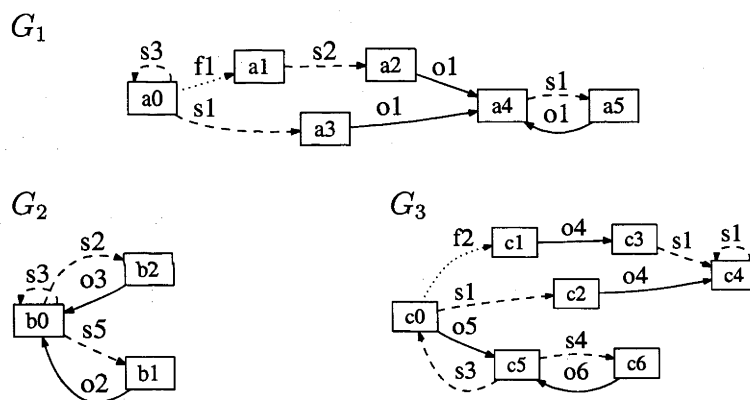 G1
s3
f1
a1
s2
a2
o1
a0
s1
a3
o1
a4
s1
o1
a5
G2
s3
s2
b2
o3
b0
s5
o2
b1
G3
f2
c1
o4
c3
s1
s1
c4
s1
c2
o4
c0
o5
s3
c5
s4
o6
c6